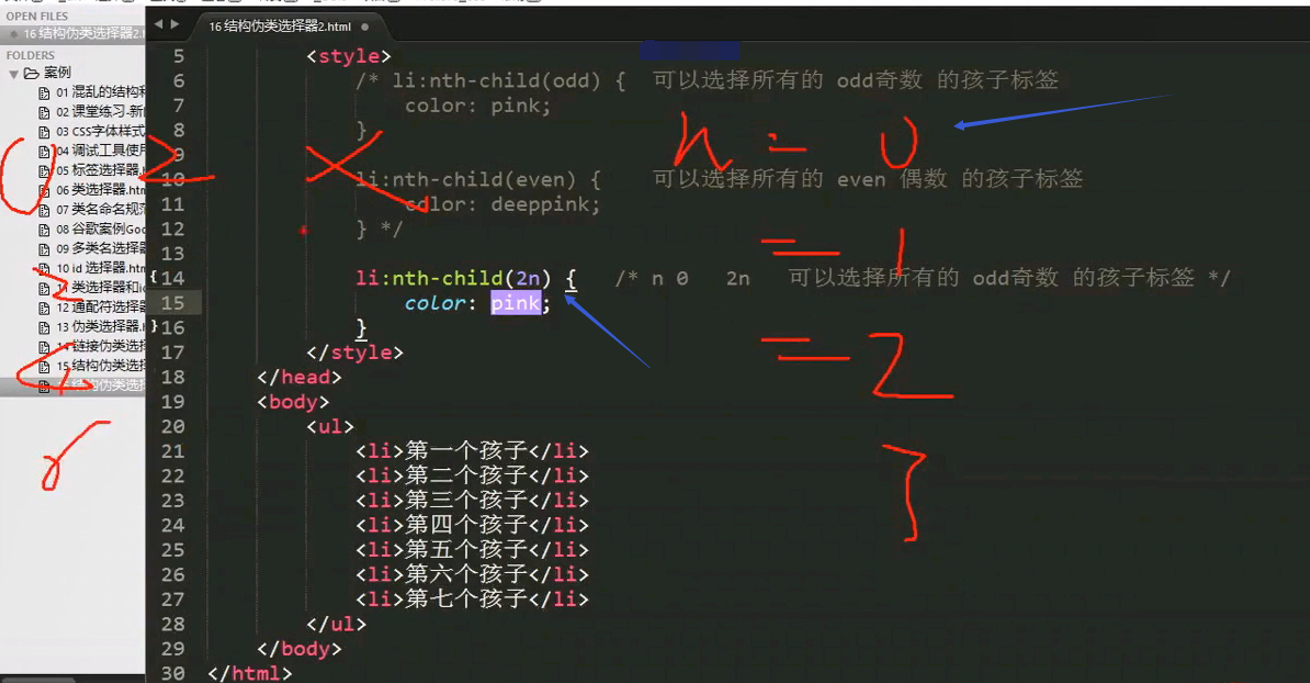 OPEN FILES
16 结构伪类选择器2.h
FOLDERS
案例
01 混乱的结构和
02 课堂练习-新
03 CSS字体样式
04 调试工具使用
05 标签选择器.
06 类选择器.htm
07 类名命名规范
08 谷歌案例Goo
09 多类名选择器
10 id 选择器.htm
11 类选择器和id
12 通配符选择器
13 伪类选择器.h
14 链接伪类选择
15 结构伪类选择
16 结构伪类选择
16 结构伪类选择器2.html
5 <style>
6 /* li:nth-child(odd) { 可以选择所有的 odd奇数 的孩子标签
7 color: pink;
8 }
9
10 li:nth-child(even) { 可以选择所有的 even 偶数 的孩子标签
11 color: deeppink;
12 } */
13
14 li:nth-child(2n) { /* n 0 2n 可以选择所有的 odd奇数 的孩子标签 */
15 color: pink;
16 }
17 </style>
18 </head>
19 <body>
20 <ul>
21 <li>第一个孩子</li>
22 <li>第二个孩子</li>
23 <li>第三个孩子</li>
24 <li>第四个孩子</li>
25 <li>第五个孩子</li>
26 <li>第六个孩子</li>
27 <li>第七个孩子</li>
28 </ul>
29 </body>
30 </html>
n = 0
= 1
= 2
3
0
2
4